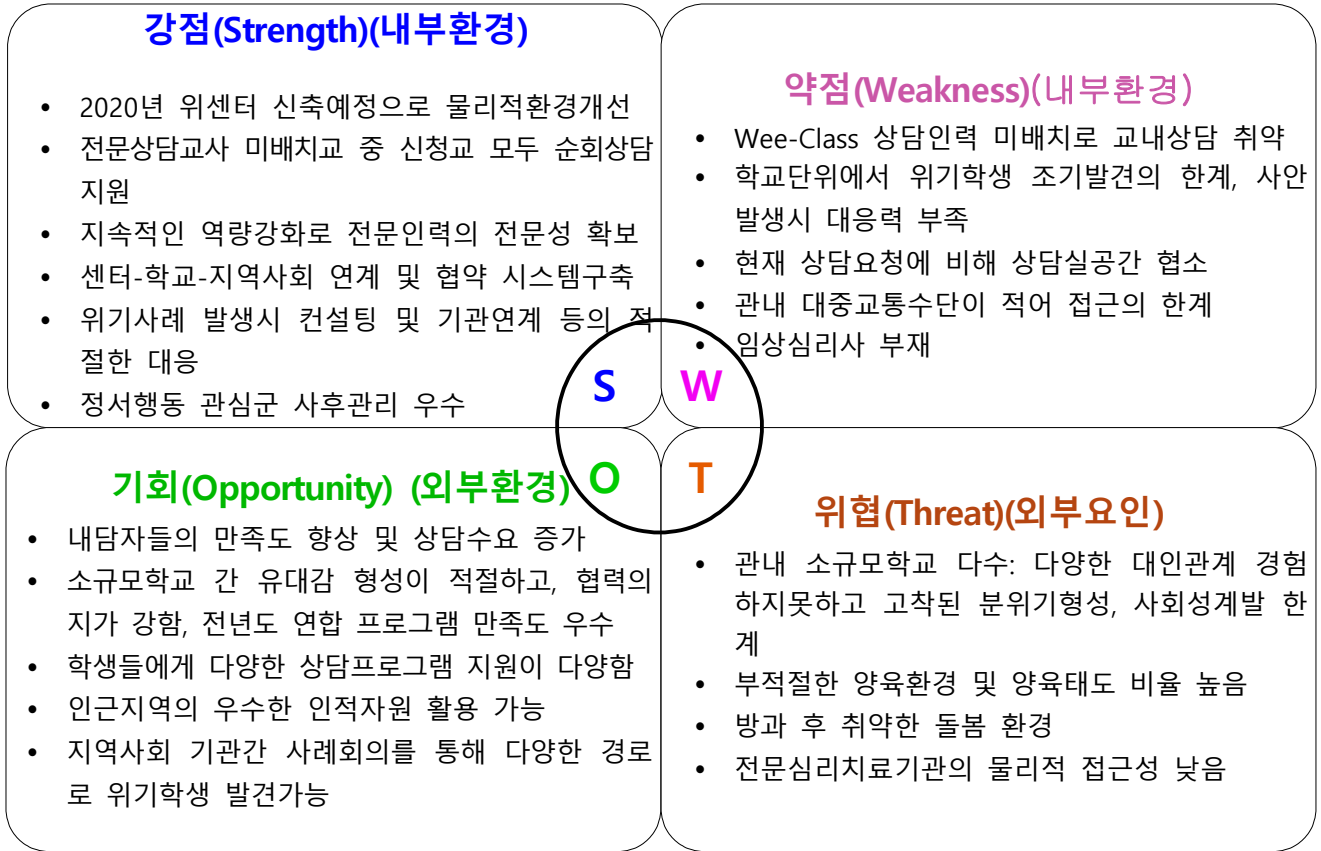 강점(Strength)(내부환경)
• 2020년 위센터 신축예정으로 물리적환경개선
• 전문상담교사 미배치교 중 신청교 모두 순회상담
지원
• 지속적인 역량강화로 전문인력의 전문성 확보
• 센터-학교-지역사회 연계 및 협약 시스템구축
• 위기사례 발생시 컨설팅 및 기관연계 등의 적
절한 대응
• 정서행동 관심군 사후관리 우수
약점(Weakness)(내부환경)
• Wee-Class 상담인력 미배치로 교내상담 취약
• 학교단위에서 위기학생 조기발견의 한계, 사안
발생시 대응력 부족
• 현재 상담요청에 비해 상담실공간 협소
• 관내 대중교통수단이 적어 접근의 한계
• 임상심리사 부재
S
W
O
T
기회(Opportunity) (외부환경)
• 내담자들의 만족도 향상 및 상담수요 증가
• 소규모학교 간 유대감 형성이 적절하고, 협력의
지가 강함, 전년도 연합 프로그램 만족도 우수
• 학생들에게 다양한 상담프로그램 지원이 다양함
• 인근지역의 우수한 인적자원 활용 가능
• 지역사회 기관간 사례회의를 통해 다양한 경로
로 위기학생 발견가능
위협(Threat)(외부요인)
• 관내 소규모학교 다수: 다양한 대인관계 경험
하지못하고 고착된 분위기형성, 사회성계발 한
계
• 부적절한 양육환경 및 양육태도 비율 높음
• 방과 후 취약한 돌봄 환경
• 전문심리치료기관의 물리적 접근성 낮음